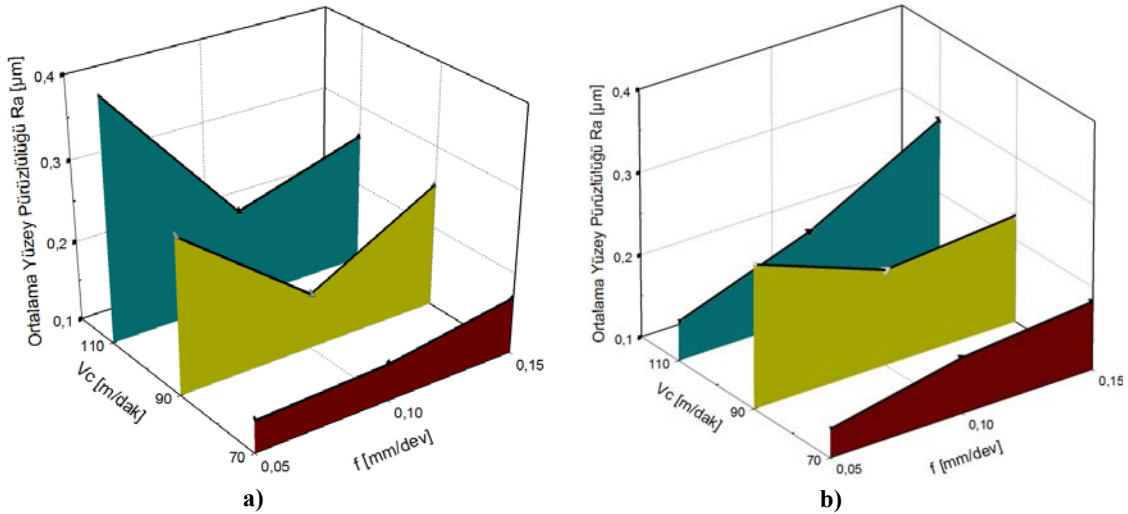 Ortalama Yüzey Pürüzlülüğü Ra [µm]
0,4
0,3
0,2
0,1
110
90
70
Vc [m/dak]
0,05
0,10
0,15
f [mm/dev]
a)
Ortalama Yüzey Pürüzlülüğü Ra [µm]
0,4
0,3
0,2
0,1
110
90
70
Vc [m/dak]
0,05
0,10
0,15
f [mm/dev]
b)